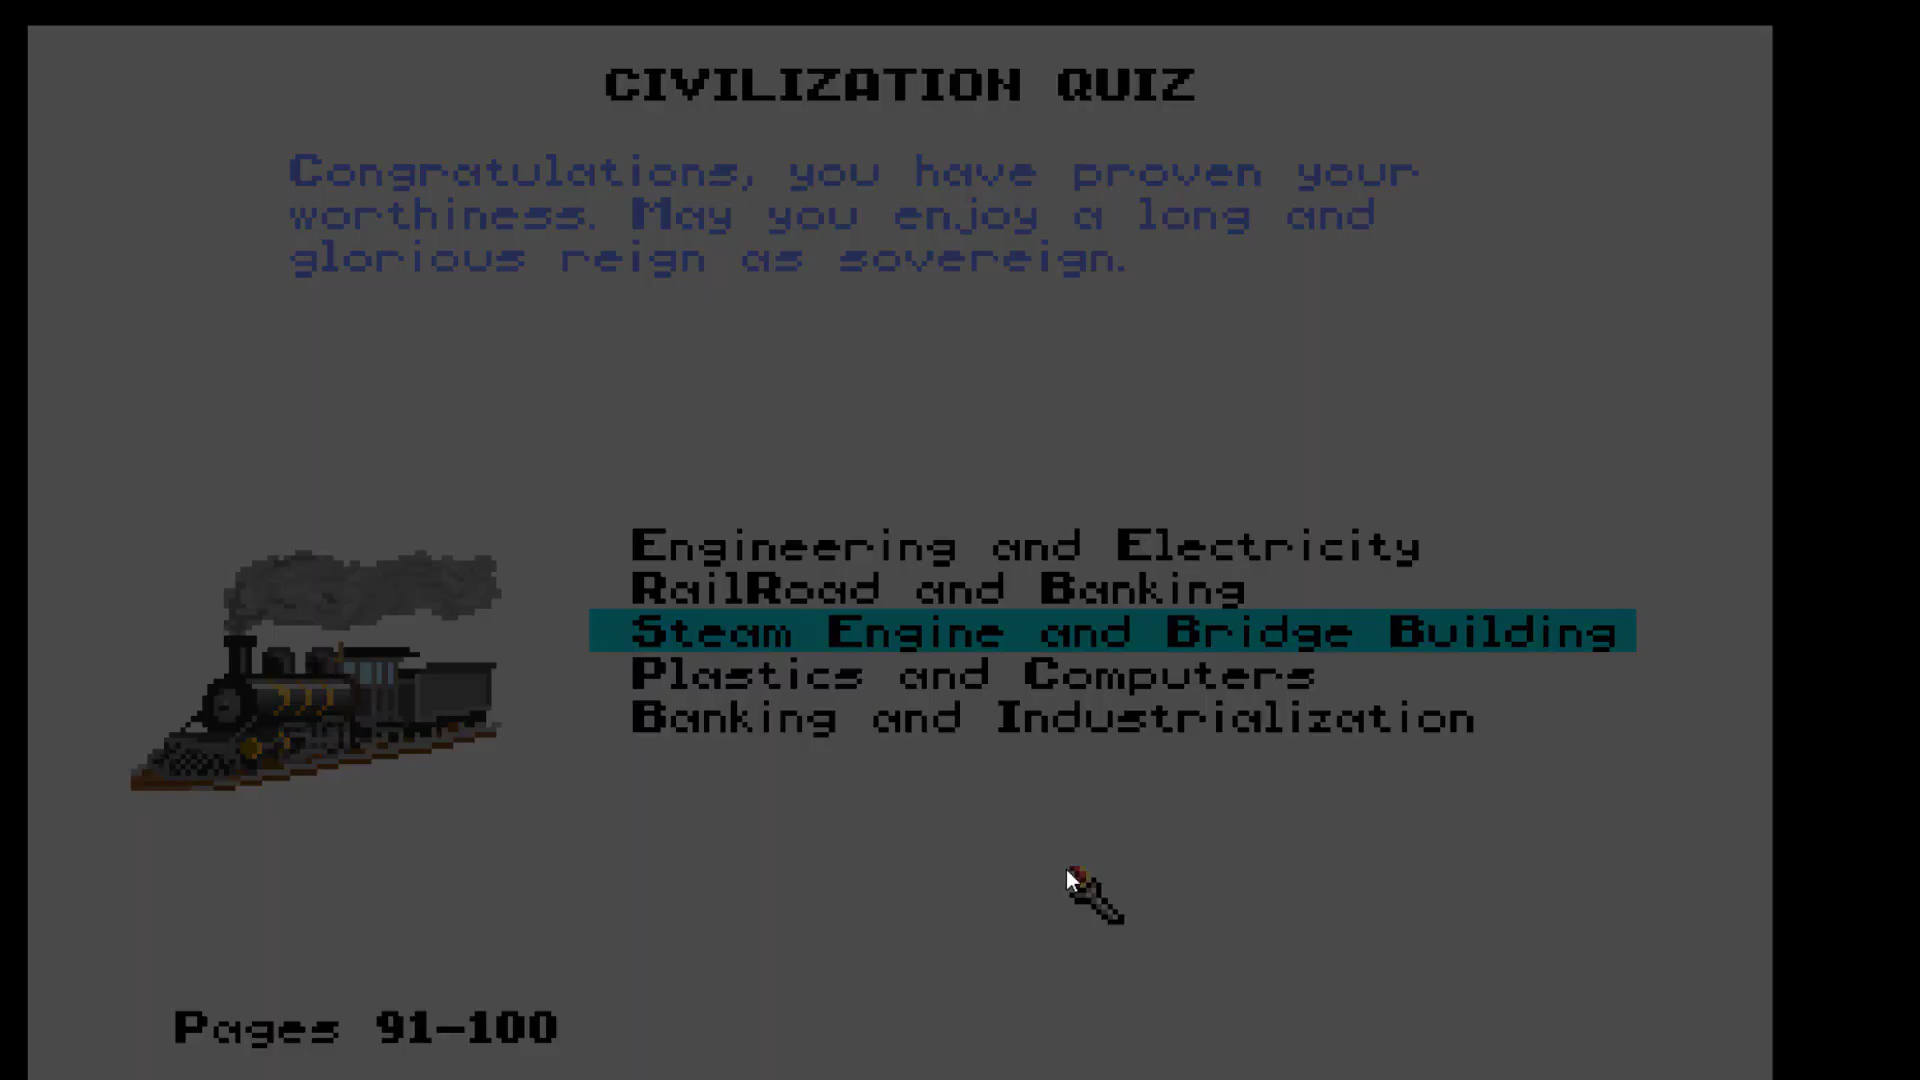 CIVILIZATION QUIZ
Congratulations, you have proven your
worthiness. May you enjoy a long and
glorious reign as sovereign.
Engineering and Electricity
RailRoad and Banking
Steam Engine and Bridge Building
Plastics and Computers
Banking and Industrialization
Pages 91-100